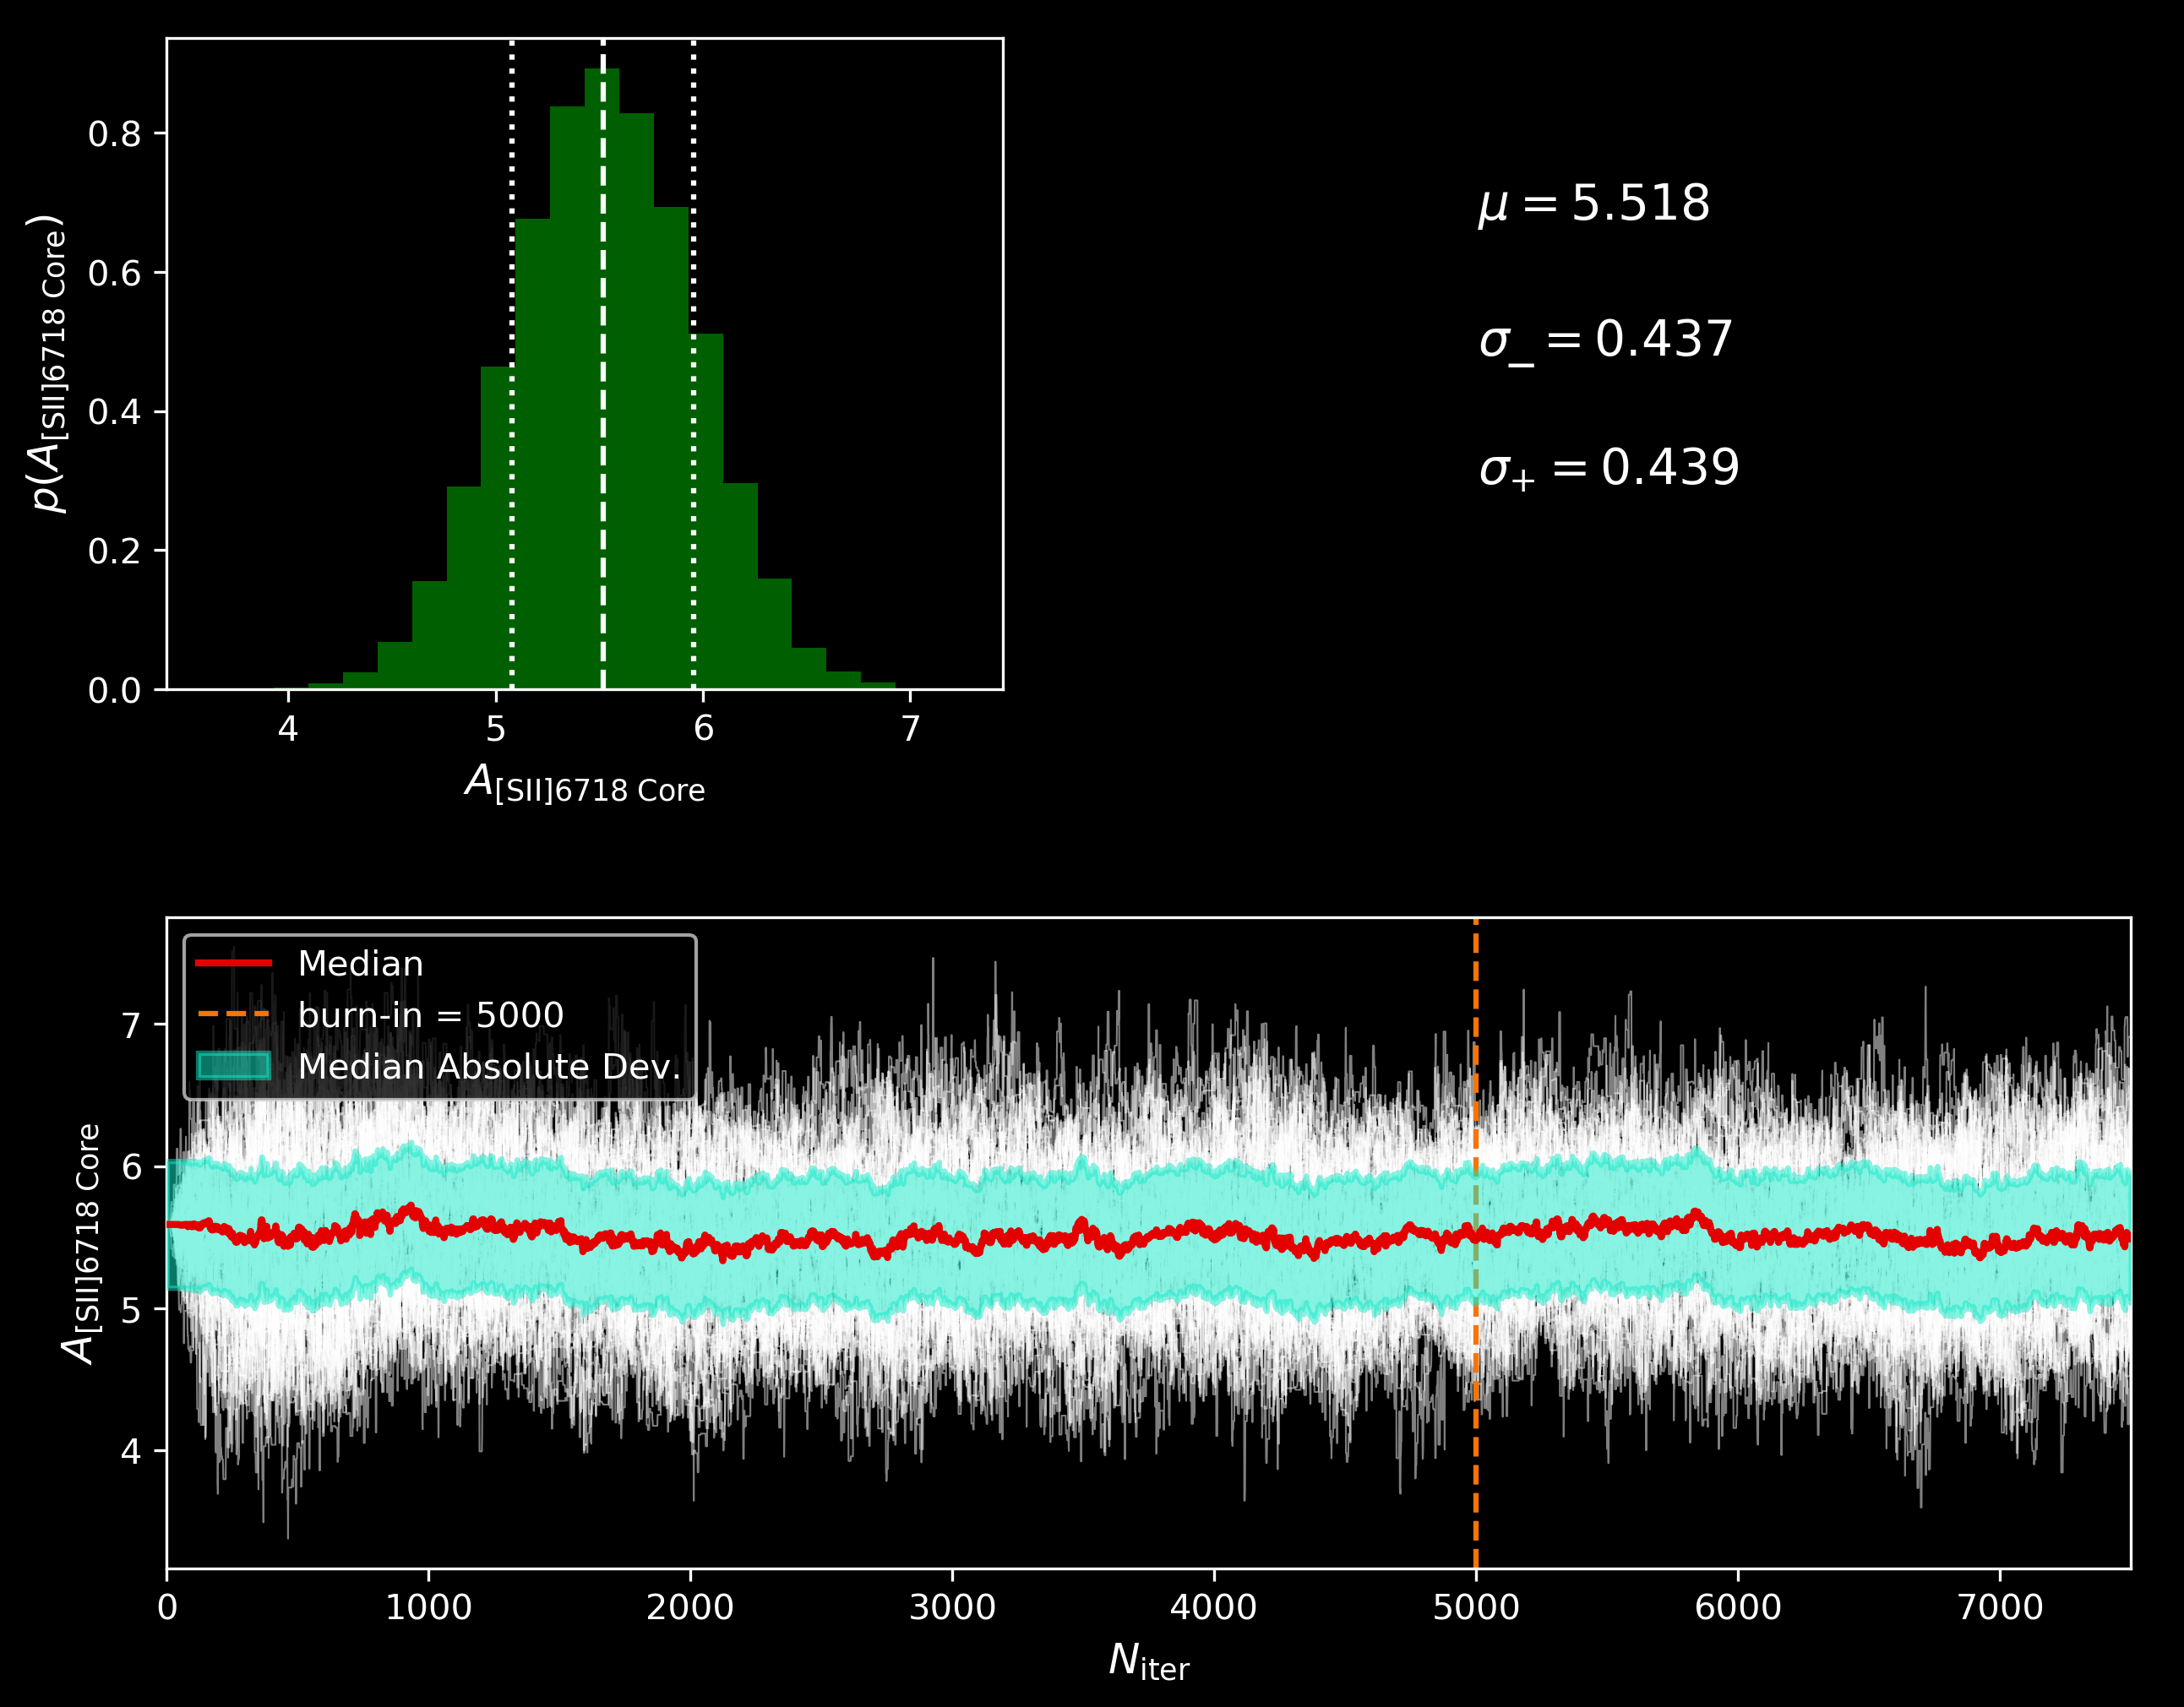 0.8
0.6
0.4
0.2
0.0
p(A[SII]6718 Core)
4 5 6 7
A[SII]6718 Core
μ = 5.518
σ− = 0.437
σ+ = 0.439
Median
burn-in = 5000
Median Absolute Dev.
7
6
5
4
A[SII]6718 Core
0 1000 2000 3000 4000 5000 6000 7000
Niter